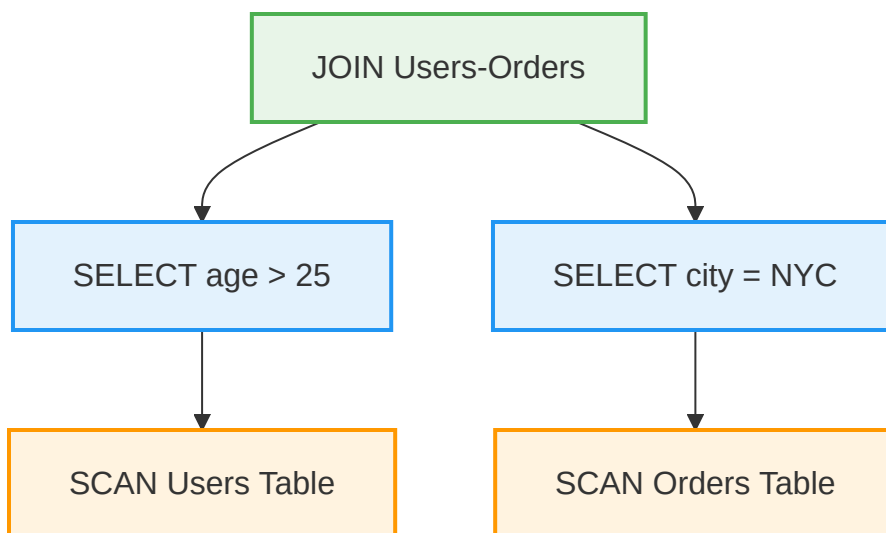 JOIN Users-Orders
SELECT age > 25
SELECT city = NYC
SCAN Users Table
SCAN Orders Table